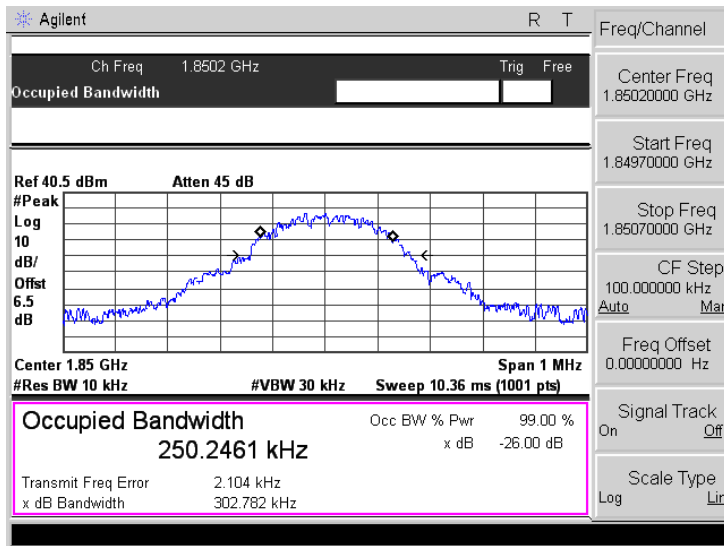 Agilent R T
Ch Freq 1.8502 GHz Trig Free
Occupied Bandwidth
Ref 40.5 dBm Atten 45 dB
#Peak
Log
10
dB/
Offst
6.5
dB
Center 1.85 GHz Span 1 MHz
#Res BW 10 kHz #VBW 30 kHz Sweep 10.36 ms (1001 pts)
Occupied Bandwidth
250.2461 kHz
Occ BW % Pwr 99.00 %
x dB -26.00 dB
Transmit Freq Error 2.104 kHz
x dB Bandwidth 302.782 kHz
Freq/Channel
Center Freq
1.85020000 GHz
Start Freq
1.84970000 GHz
Stop Freq
1.85070000 GHz
CF Step
100.000000 kHz
Auto Man
Freq Offset
0.00000000 Hz
Signal Track
On Off
Scale Type
Log Lin